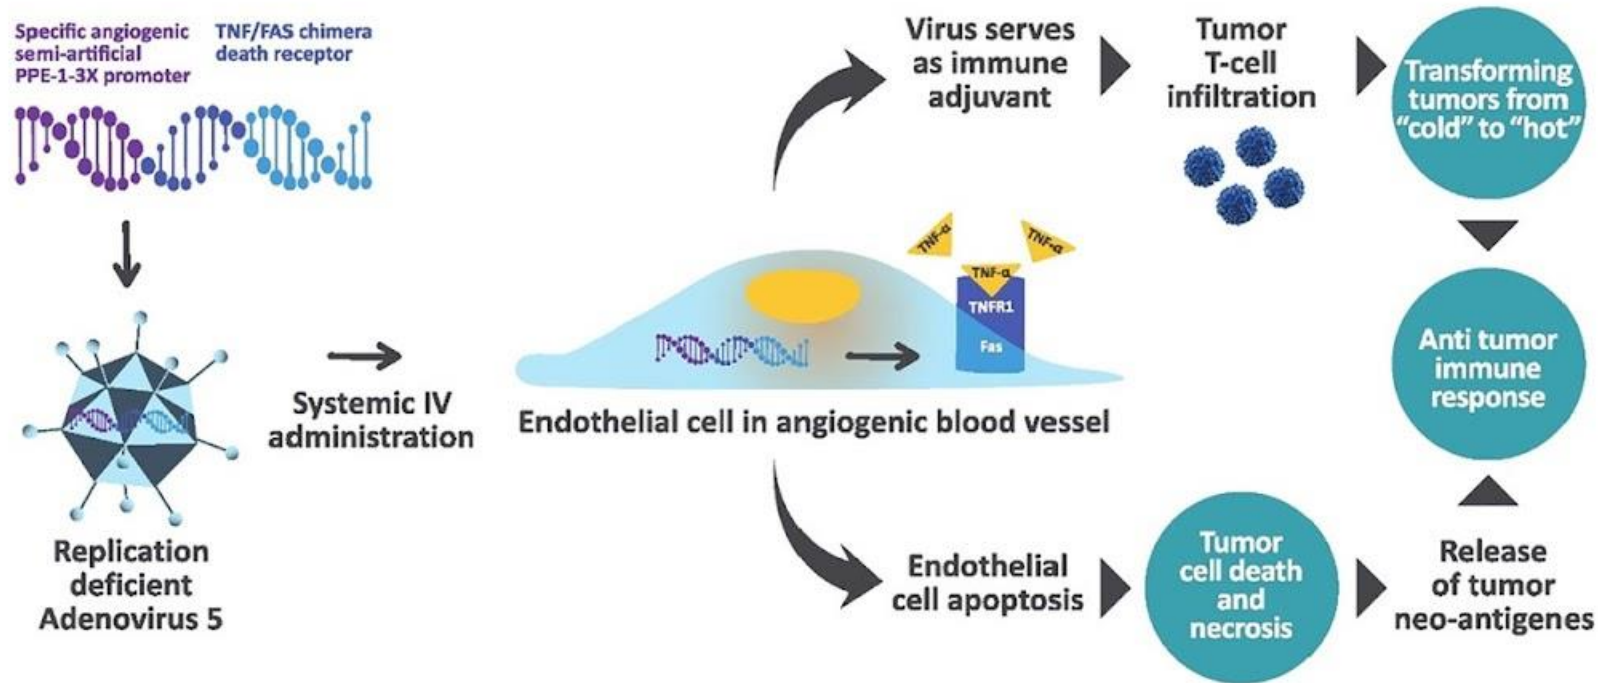 Specific angiogenic
semi-artificial
PPE-1-3X promoter
TNF/FAS chimera
death receptor
Replication
deficient
Adenovirus 5
Systemic IV
administration
TNF-α
TNF-α
TNF-α
TNFR1
Fas
Endothelial cell in angiogenic blood vessel
Virus serves
as immune
adjuvant
Tumor
T-cell
infiltration
Transforming
tumors from
“cold” to “hot”
Anti tumor
immune
response
Endothelial
cell apoptosis
Tumor
cell death
and
necrosis
Release
of tumor
neo-antigenes